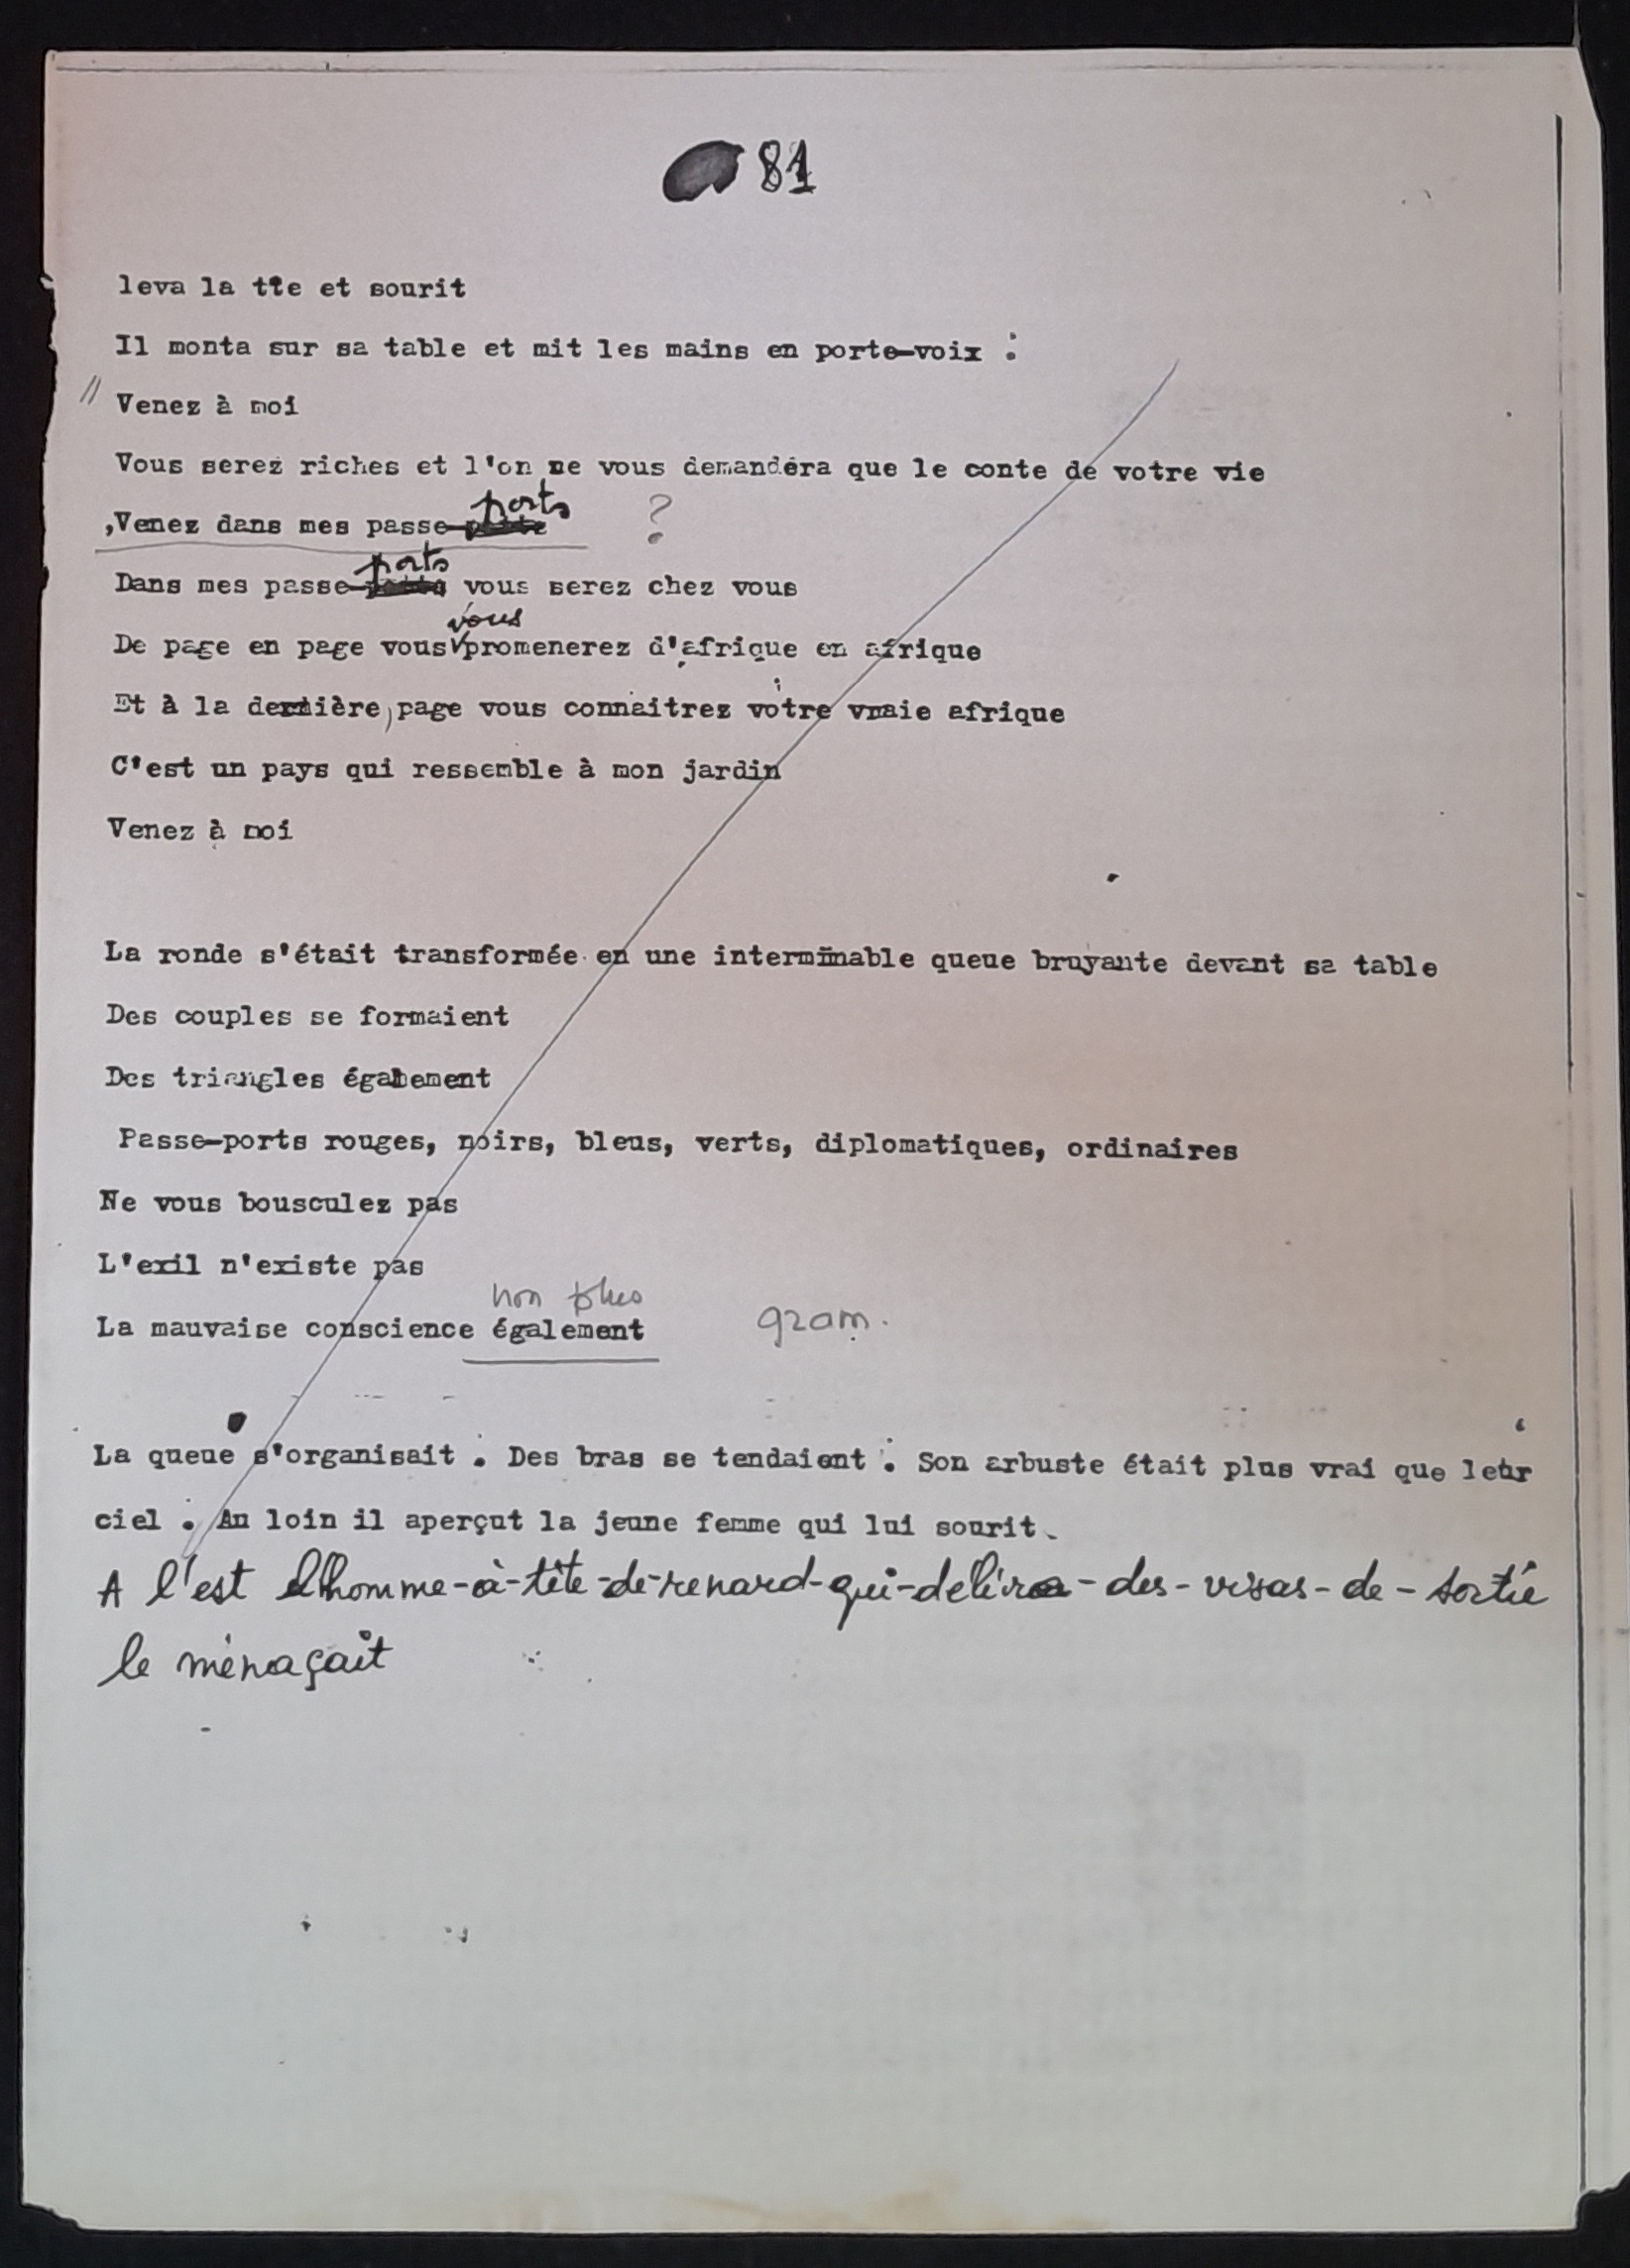 81
leva la tte et sourit
Il monta sur sa table et mit les mains en porte-voix :
" Venez à moi
Vous serez riches et l'on ne vous demandera que le conte de votre vie
ports
,Venez dans mes passe- ?
ports
Dans mes passe- vous serez chez vous
vous
De page en page vous promenerez d'afrique en afrique
Et à la dernière page vous connaitrez votre vraie afrique
C'est un pays qui ressemble à mon jardin
Venez à moi
La ronde s'était transformée en une interminable queue bruyante devant sa table
Des couples se formaient
Des triangles également
Passe-ports rouges, noirs, bleus, verts, diplomatiques, ordinaires
Ne vous bousculez pas
L'exil n'existe pas
non plus
La mauvaise conscience également gram.
La queue s'organisait . Des bras se tendaient . Son arbuste était plus vrai que leur
ciel . Au loin il aperçut la jeune femme qui lui sourit.
A l'est l'homme-à-tête-de-renard-qui-delivra-des-visas-de-sortie
le menaçait